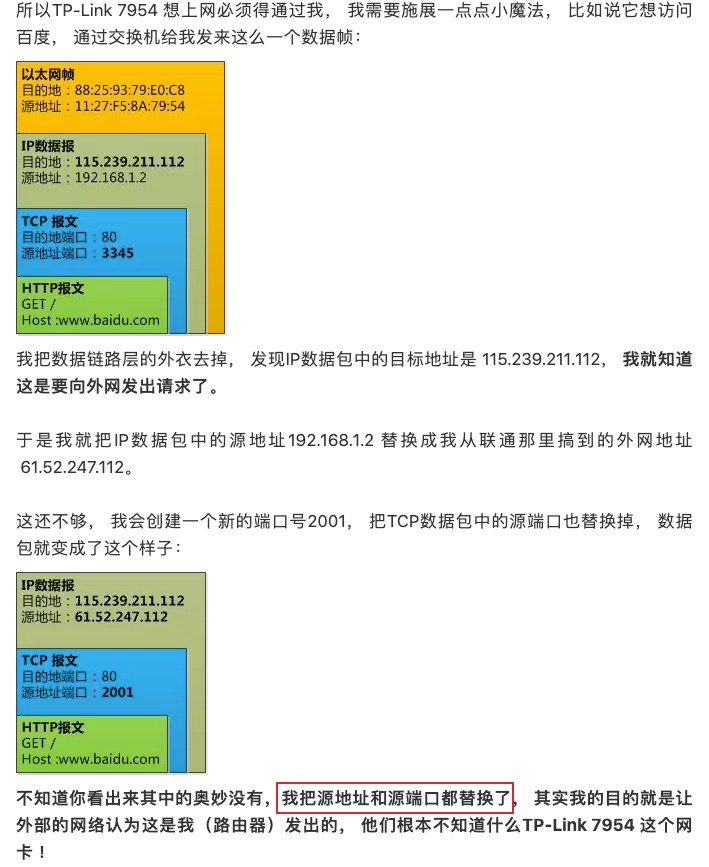 所以TP-Link 7954 想上网必须得通过我， 我需要施展一点点小魔法， 比如说它想访问
百度， 通过交换机给我发来这么一个数据帧：
以太网帧
目的地：88:25:93:79:E0:C8
源地址：11:27:F5:8A:79:54
IP数据报
目的地：115.239.211.112
源地址：192.168.1.2
TCP 报文
目的地端口：80
源地址端口：3345
HTTP报文
GET /
Host :www.baidu.com
我把数据链路层的外衣去掉， 发现IP数据包中的目标地址是 115.239.211.112， 我就知道
这是要向外网发出请求了。
于是我就把IP数据包中的源地址192.168.1.2 替换成我从联通那里搞到的外网地址
61.52.247.112。
这还不够， 我会创建一个新的端口号2001， 把TCP数据包中的源端口也替换掉， 数据
包就变成了这个样子：
IP数据报
目的地：115.239.211.112
源地址：61.52.247.112
TCP 报文
目的地端口：80
源地址端口：2001
HTTP报文
GET /
Host :www.baidu.com
不知道你看出来其中的奥妙没有，我把源地址和源端口都替换了， 其实我的目的就是让
外部的网络认为这是我（路由器）发出的， 他们根本不知道什么TP-Link 7954 这个网
卡！